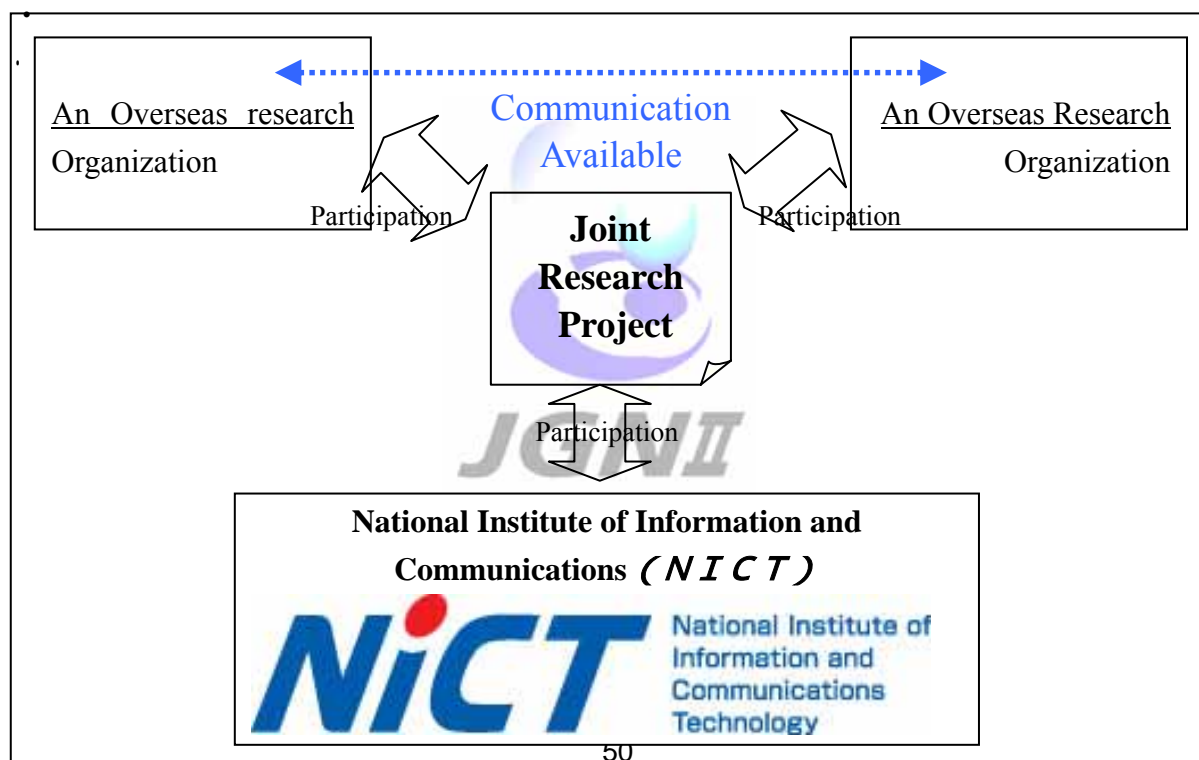 An Overseas research
Organization
Communication
Available
An Overseas Research
Organization
Participation
Participation
Joint
Research
Project
Participation
JGNII
National Institute of Information and
Communications (NICT)
NiCT
National Institute of
Information and
Communications
Technology
50